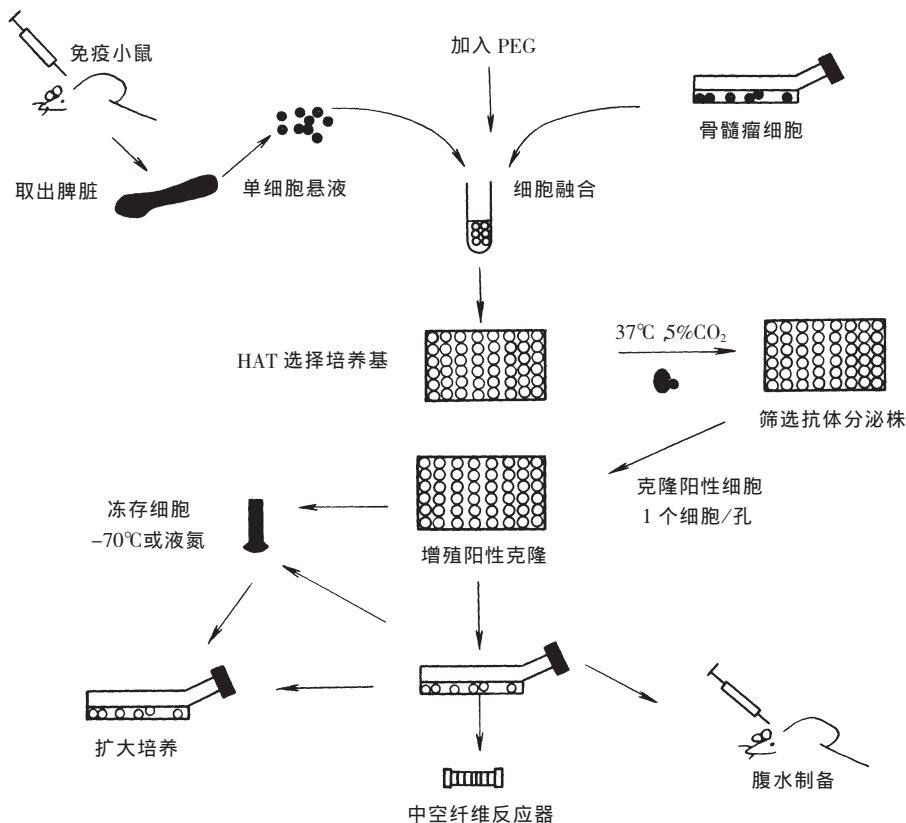 免疫小鼠
加入 PEG
骨髓瘤细胞
取出脾脏
单细胞悬液
细胞融合
HAT 选择培养基
37℃ ,5%CO₂
筛选抗体分泌株
克隆阳性细胞
1 个细胞/孔
冻存细胞
-70℃或液氮
增殖阳性克隆
扩大培养
中空纤维反应器
腹水制备